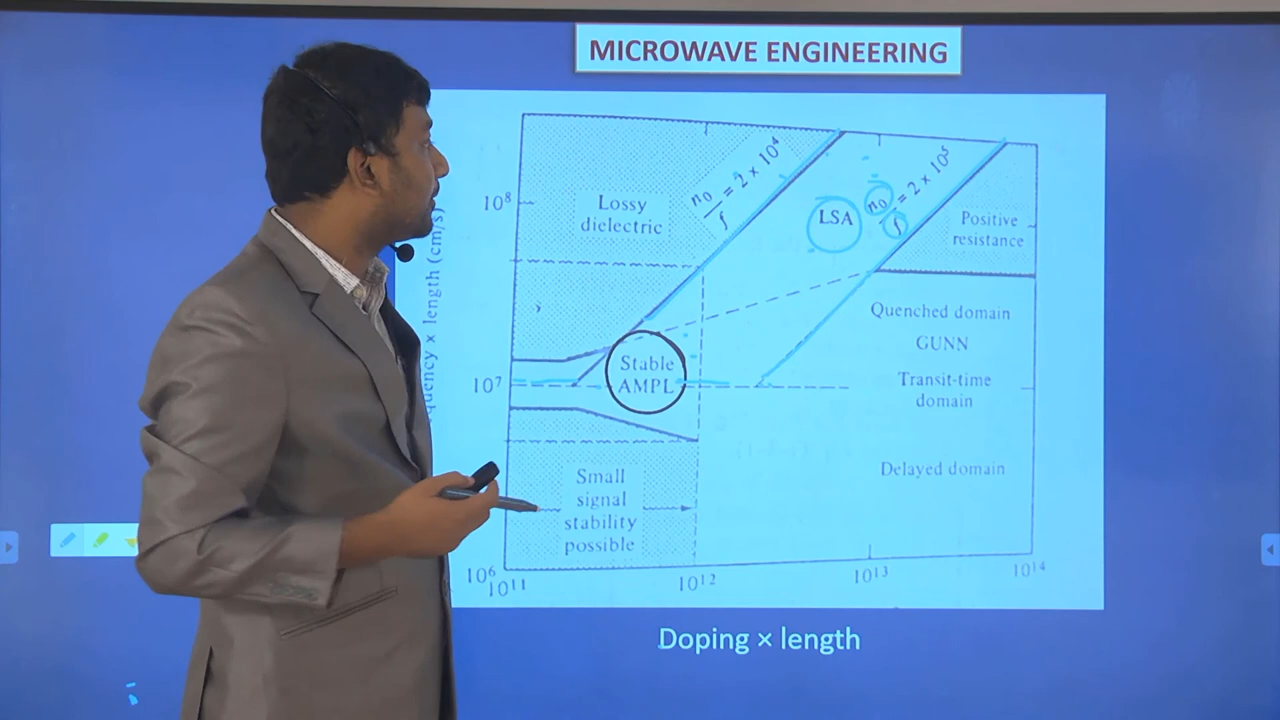 MICROWAVE ENGINEERING
n₀/f = 2 × 10⁴
n₀/f = 2 × 10⁵
10⁸
Lossy
dielectric
LSA
Positive
resistance
quency × length (cm/s)
Quenched domain
GUNN
Stable
AMPL
10⁷
Transit-time
domain
Delayed domain
Small
signal
stability
possible
10⁶
10¹¹
10¹²
10¹³
10¹⁴
Doping × length